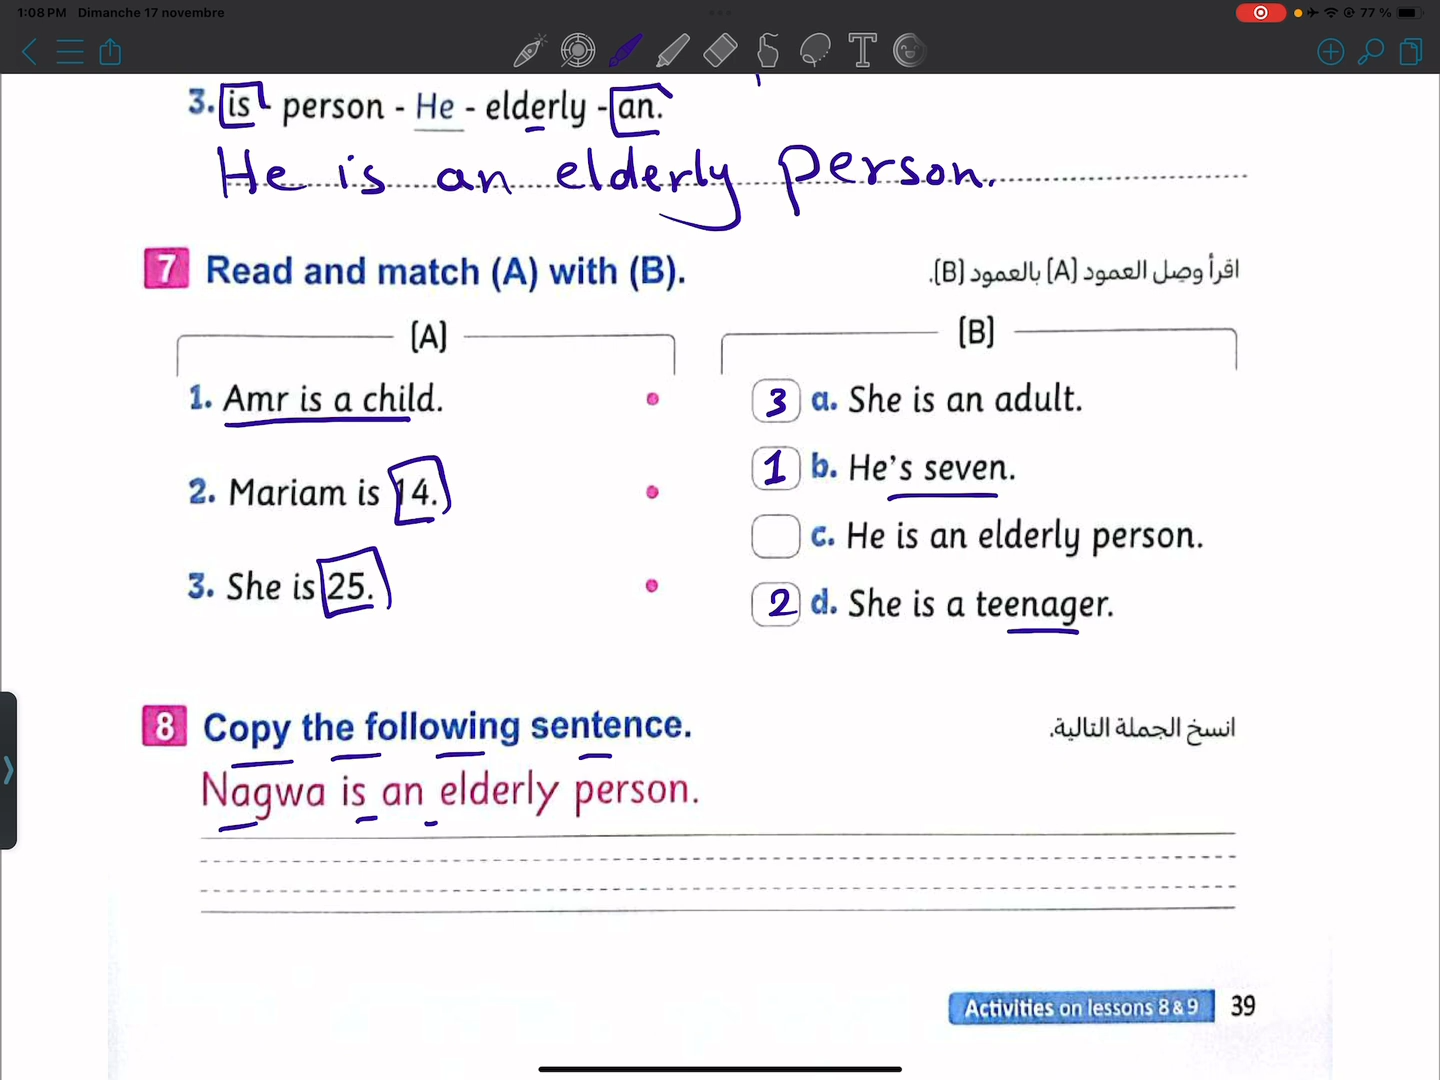 1:08 PM Dimanche 17 novembre
77 %
3. is person - He - elderly - an.
He is an elderly person.
7 Read and match (A) with (B).
اقرأ وصل العمود (A) بالعمود (B).
(A)
(B)
1. Amr is a child.
3 a. She is an adult.
1 b. He's seven.
2. Mariam is 14.
c. He is an elderly person.
3. She is 25.
2 d. She is a teenager.
8 Copy the following sentence.
انسخ الجملة التالية.
Nagwa is an elderly person.
Activities on lessons 8 & 9 39